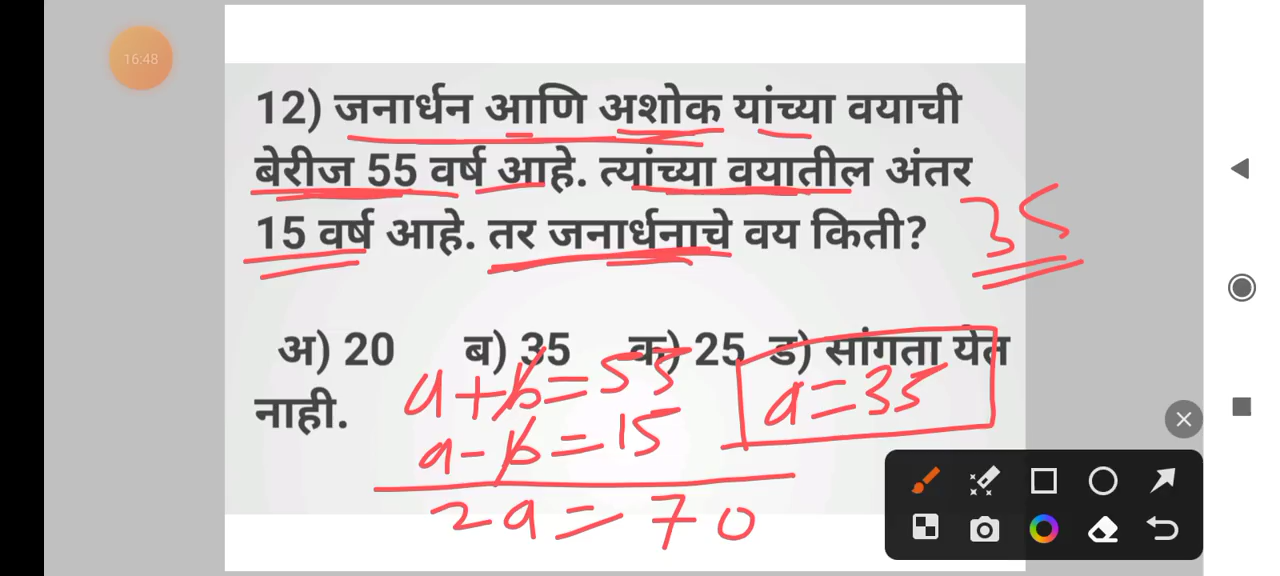 16:48
12) जनार्धन आणि अशोक यांच्या वयाची
बेरीज 55 वर्ष आहे. त्यांच्या वयातील अंतर
15 वर्ष आहे. तर जनार्धनाचे वय किती?
35
अ) 20 ब) 35 क) 25 ड) सांगता येत
नाही.
a+b=55
a-b=15
a=35
2a=70